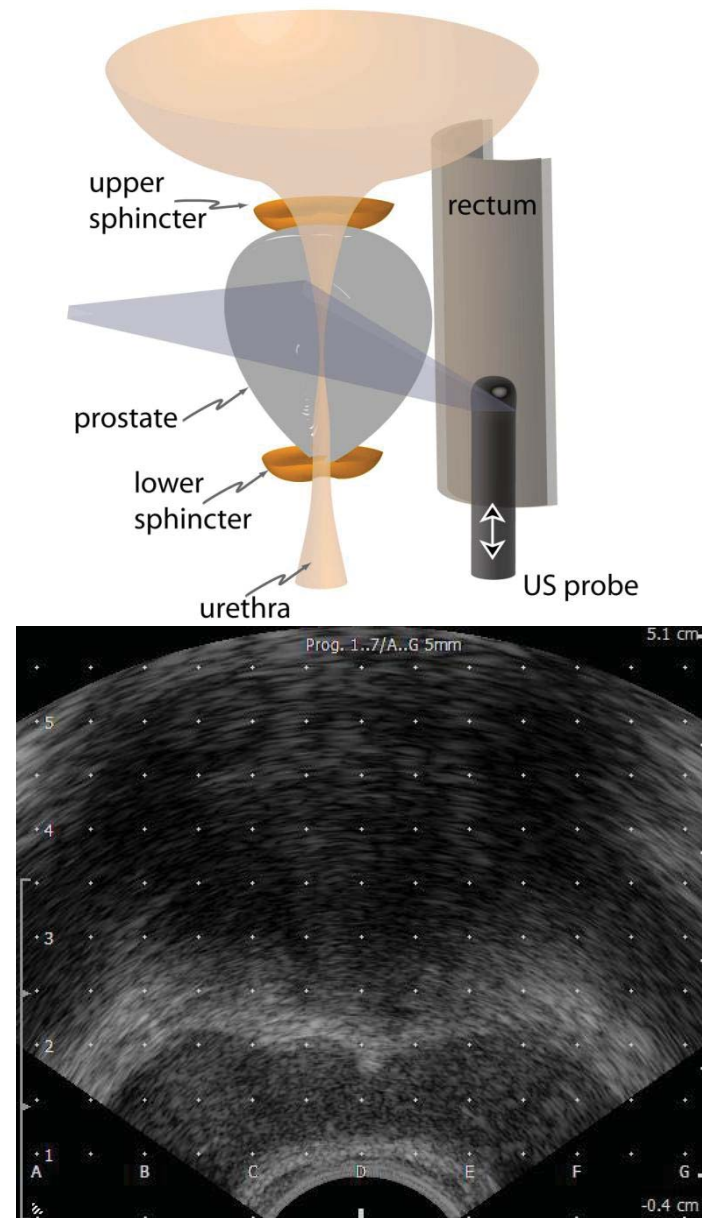 upper
sphincter
rectum
prostate
lower
sphincter
urethra
US probe
Prog. 1..7/A..G 5mm
5.1 cm
5
4
3
2
1
A B C D E F G
-0.4 cm